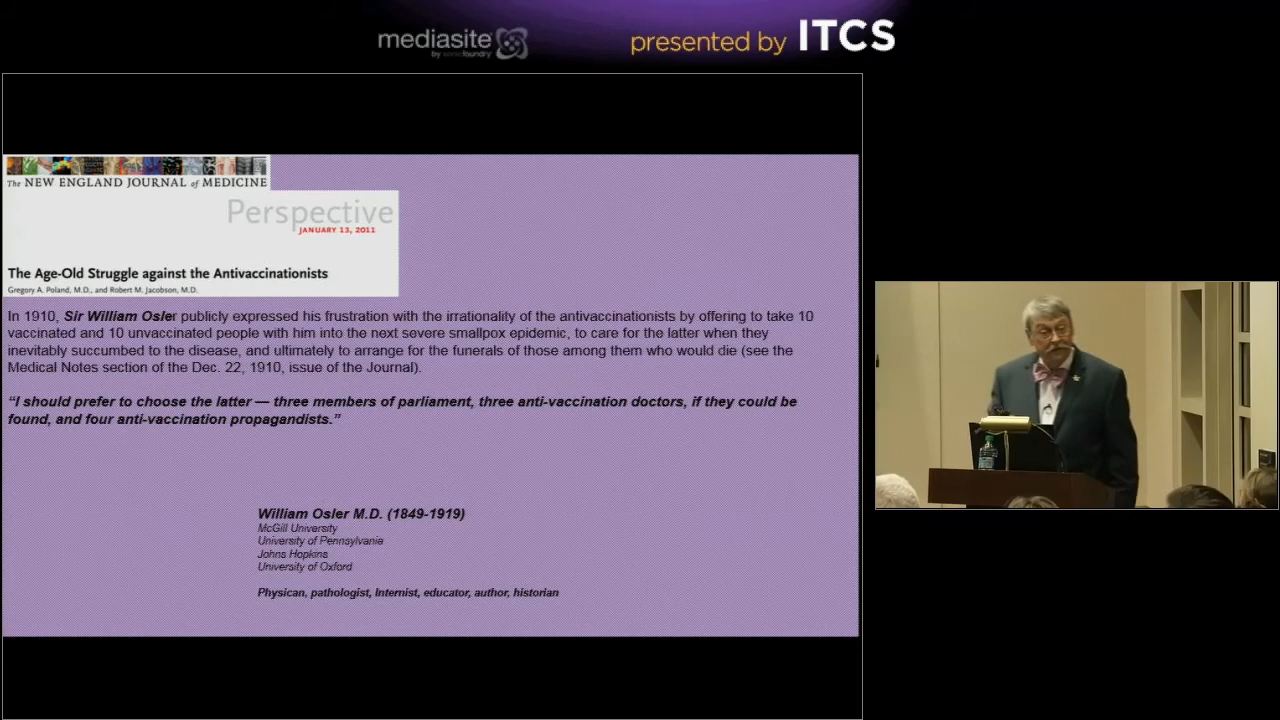 mediasite
by sonicfoundry
presented by ITCS
The NEW ENGLAND JOURNAL of MEDICINE
Perspective
JANUARY 13, 2011
The Age-Old Struggle against the Antivaccinationists
Gregory A. Poland, M.D., and Robert M. Jacobson, M.D.
In 1910, Sir William Osler publicly expressed his frustration with the irrationality of the antivaccinationists by offering to take 10
vaccinated and 10 unvaccinated people with him into the next severe smallpox epidemic, to care for the latter when they
inevitably succumbed to the disease, and ultimately to arrange for the funerals of those among them who would die (see the
Medical Notes section of the Dec. 22, 1910, issue of the Journal).
“I should prefer to choose the latter — three members of parliament, three anti-vaccination doctors, if they could be
found, and four anti-vaccination propagandists.”
William Osler M.D. (1849-1919)
McGill University
University of Pennsylvanie
Johns Hopkins
University of Oxford
Physican, pathologist, Internist, educator, author, historian